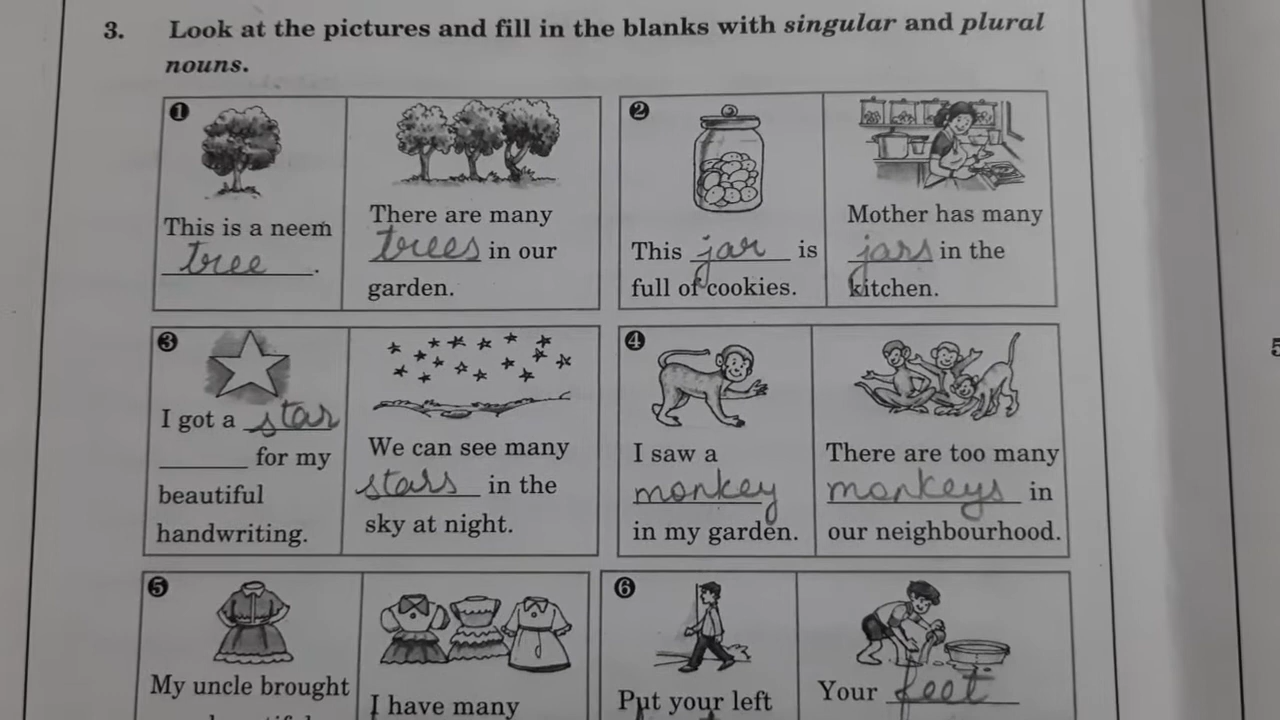 3. Look at the pictures and fill in the blanks with singular and plural
nouns.
1
This is a neem
tree.
There are many
trees in our
garden.
2
This jar is
full of cookies.
Mother has many
jars in the
kitchen.
3
I got a star
for my
beautiful
handwriting.
We can see many
stars in the
sky at night.
4
I saw a
monkey
in my garden.
There are too many
monkeys in
our neighbourhood.
5
My uncle brought
I have many
6
Put your left
Your feet
5